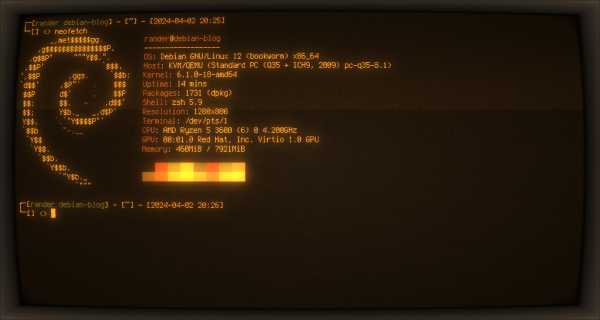 [rander debian-blog] - [~] - [2024-04-02 20:25]
[] <> neofetch
rander@debian-blog
------------------
OS: Debian GNU/Linux 12 (bookworm) x86_64
Host: KVM/QEMU (Standard PC (Q35 + ICH9, 2009) pc-q35-8.1)
Kernel: 6.1.0-18-amd64
Uptime: 14 mins
Packages: 1731 (dpkg)
Shell: zsh 5.9
Resolution: 1280x800
Terminal: /dev/pts/1
CPU: AMD Ryzen 5 3600 (6) @ 4.200GHz
GPU: 00:01.0 Red Hat, Inc. Virtio 1.0 GPU
Memory: 450MiB / 7921MiB
[rander debian-blog] - [~] - [2024-04-02 20:26]
[] <>